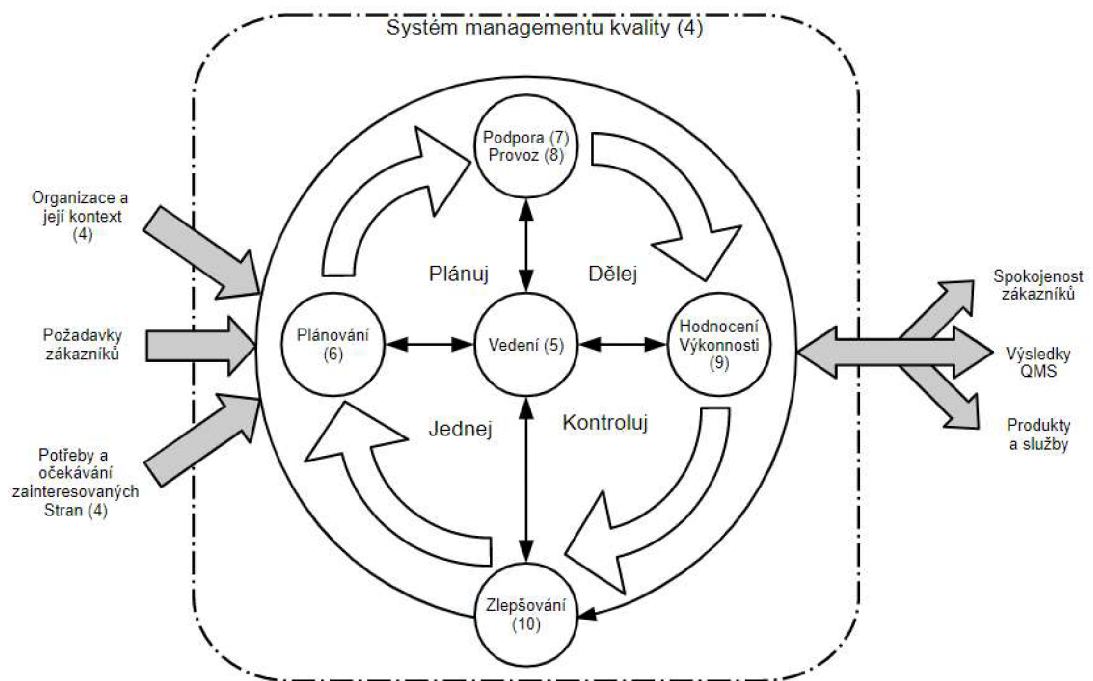 Systém managementu kvality (4)
Podpora (7)
Provoz (8)
Organizace a
její kontext
(4)
Plánuj
Dělej
Spokojenost
zákazníků
Požadavky
zákazníků
Plánování
(6)
Vedení (5)
Hodnocení
Výkonnosti
(9)
Výsledky
QMS
Jednej
Kontroluj
Produkty
a služby
Potřeby a
očekávání
zainteresovaných
Stran (4)
Zlepšování
(10)